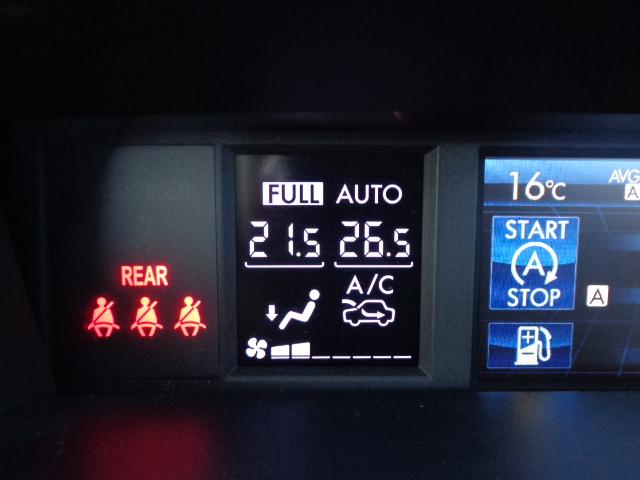 FULL AUTO
21.5 26.5
A/C
REAR
16°C
AVG
A
START
A
STOP
A